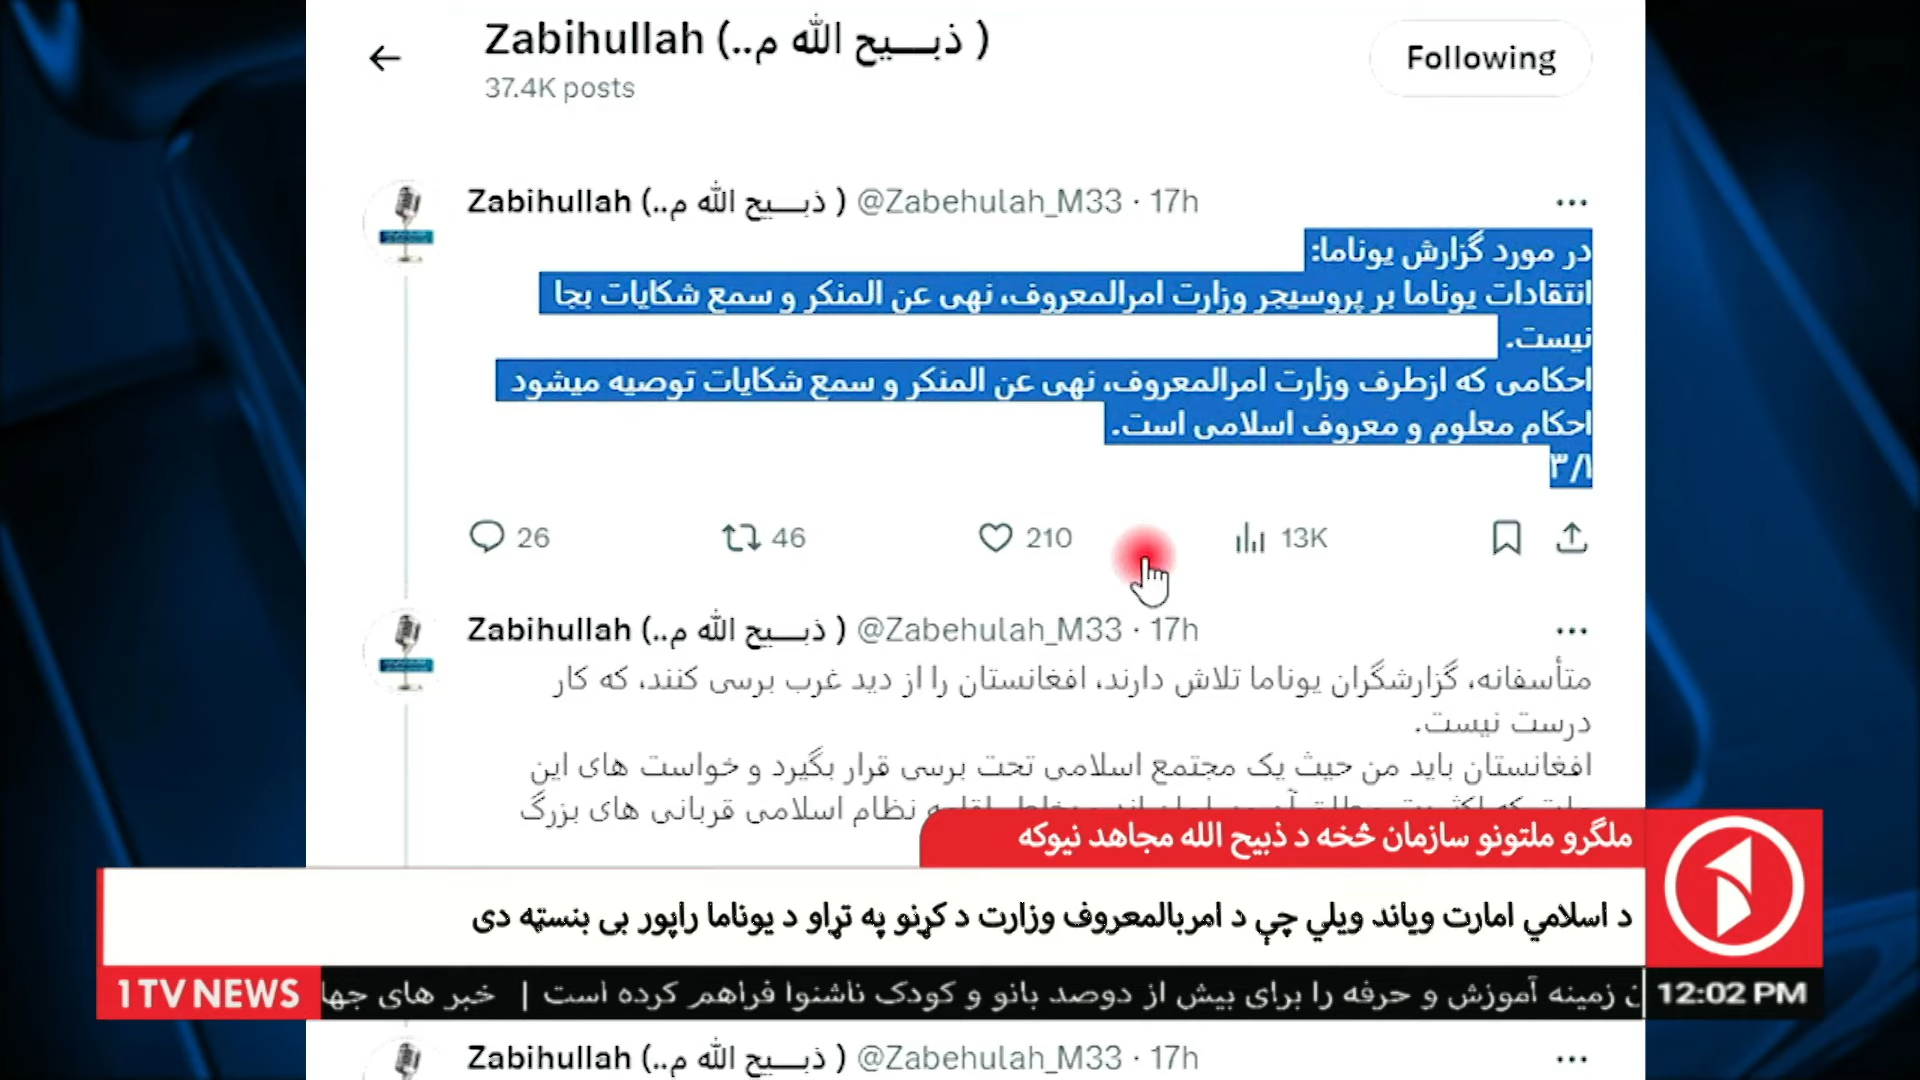 Zabihullah (ذبـــیح الله م..)
37.4K posts
Following
Zabihullah (ذبـــیح الله م..) @Zabehulah_M33 · 17h
در مورد گزارش یوناما:
انتقادات یوناما بر پروسیجر وزارت امرالمعروف، نهی عن المنکر و سمع شکایات بجا
نیست.
احکامی که ازطرف وزارت امرالمعروف، نهی عن المنکر و سمع شکایات توصیه میشود
احکام معلوم و معروف اسلامی است.
۳/۱
26 46 210 13K
Zabihullah (ذبـــیح الله م..) @Zabehulah_M33 · 17h
متأسفانه، گزارشگران یوناما تلاش دارند، افغانستان را از دید غرب برسی کنند، که کار
درست نیست.
افغانستان باید من حیث یک مجتمع اسلامی تحت برسی قرار بگیرد و خواست های این
نظام اسلامی قربانی های بزرگ
ملگرو ملتونو سازمان څخه د ذبیح الله مجاهد نیوکه
د اسلامي امارت ویاند ویلي چې د امربالمعروف وزارت د کړنو په تړاو د یوناما راپور بی بنسټه دی
1TV NEWS
ن زمینه آموزش و حرفه را برای بیش از دوصد بانو و کودک ناشنوا فراهم کرده است | خبر های جها
12:02 PM
Zabihullah (ذبـــیح الله م..) @Zabehulah_M33 · 17h